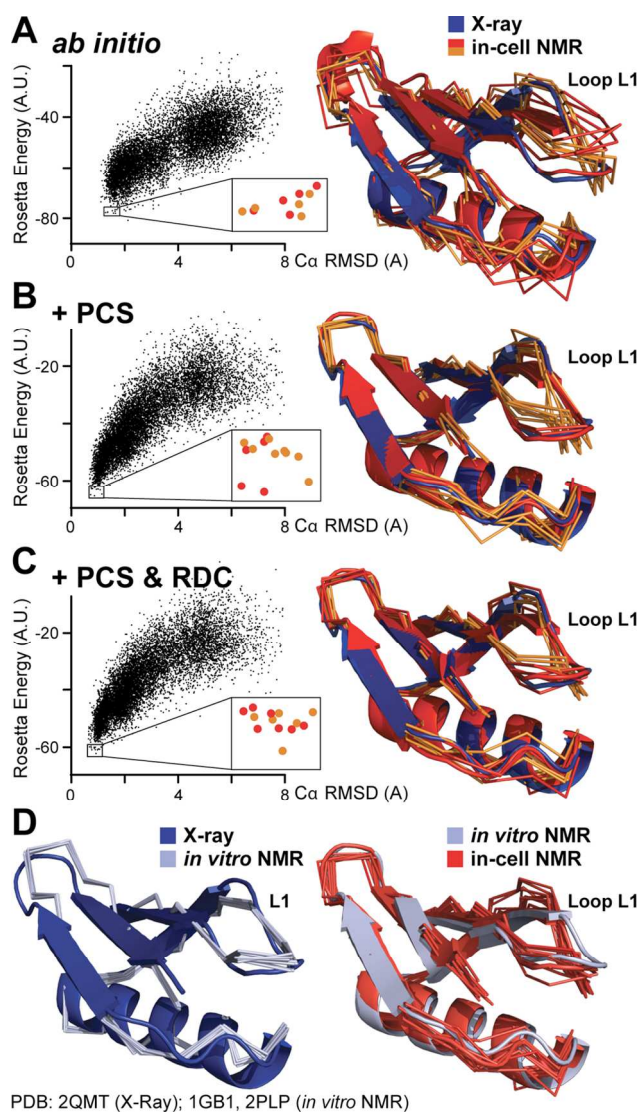 A ab initio
X-ray
in-cell NMR
Loop L1
Rosetta Energy (A.U.)
-40
-60
-80
0 4 8
Cα RMSD (A)
B + PCS
Loop L1
Rosetta Energy (A.U.)
-20
-40
-60
0 4 8
Cα RMSD (A)
C + PCS & RDC
Loop L1
Rosetta Energy (A.U.)
-20
-40
-60
0 4 8
Cα RMSD (A)
D
X-ray
in vitro NMR
L1
in vitro NMR
in-cell NMR
Loop L1
PDB: 2QMT (X-Ray); 1GB1, 2PLP (in vitro NMR)